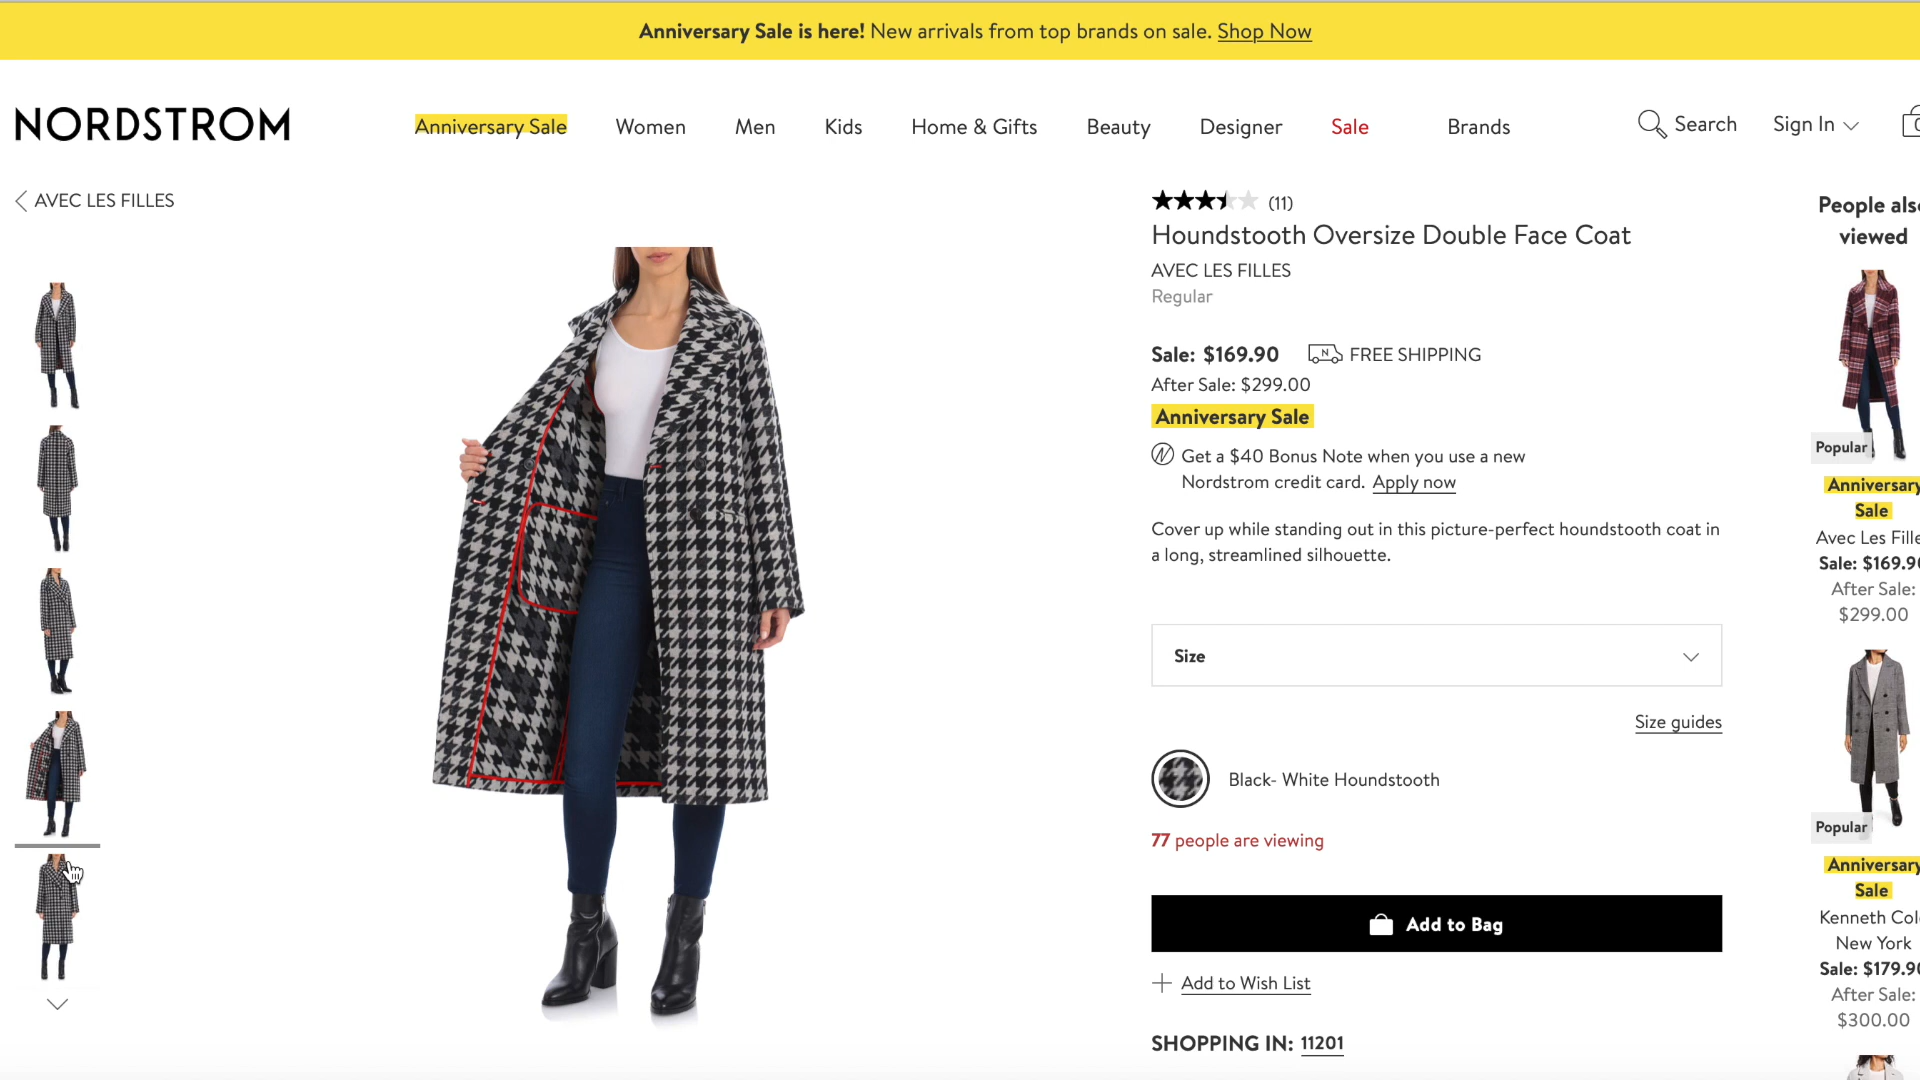 Anniversary Sale is here! New arrivals from top brands on sale. Shop Now
NORDSTROM
Anniversary Sale Women Men Kids Home & Gifts Beauty Designer Sale Brands
Search Sign In
AVEC LES FILLES
(11)
Houndstooth Oversize Double Face Coat
AVEC LES FILLES
Regular
Sale: $169.90 FREE SHIPPING
After Sale: $299.00
Anniversary Sale
Get a $40 Bonus Note when you use a new
Nordstrom credit card. Apply now
Cover up while standing out in this picture-perfect houndstooth coat in
a long, streamlined silhouette.
Size
Size guides
Black- White Houndstooth
77 people are viewing
Add to Bag
Add to Wish List
SHOPPING IN: 11201
People
viewed
Popular
Anniversary
Sale
Avec Les
Sale:
After Sale:
$299.00
Popular
Anniversary
Sale
Kenneth
New York
Sale:
After Sale:
$300.00